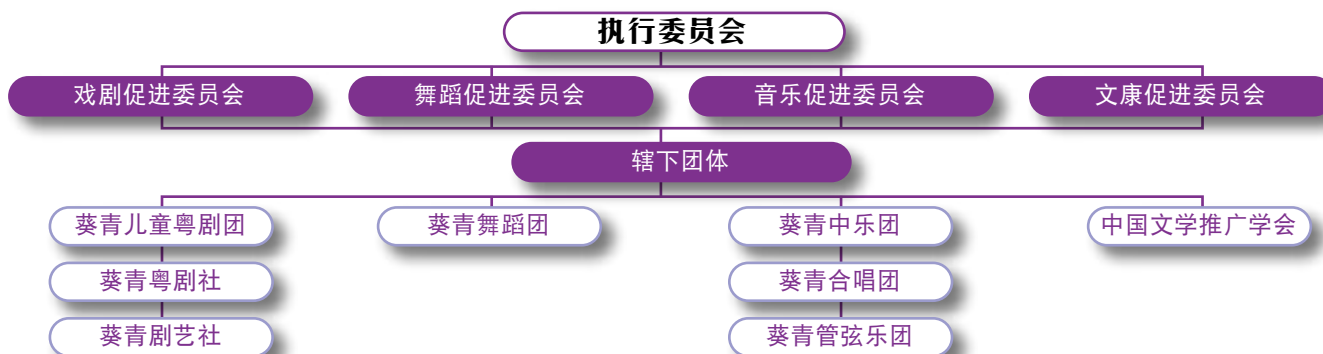 执行委员会
戏剧促进委员会
舞蹈促进委员会
音乐促进委员会
文康促进委员会
辖下团体
葵青儿童粤剧团
葵青舞蹈团
葵青中乐团
中国文学推广学会
葵青粤剧社
葵青合唱团
葵青剧艺社
葵青管弦乐团